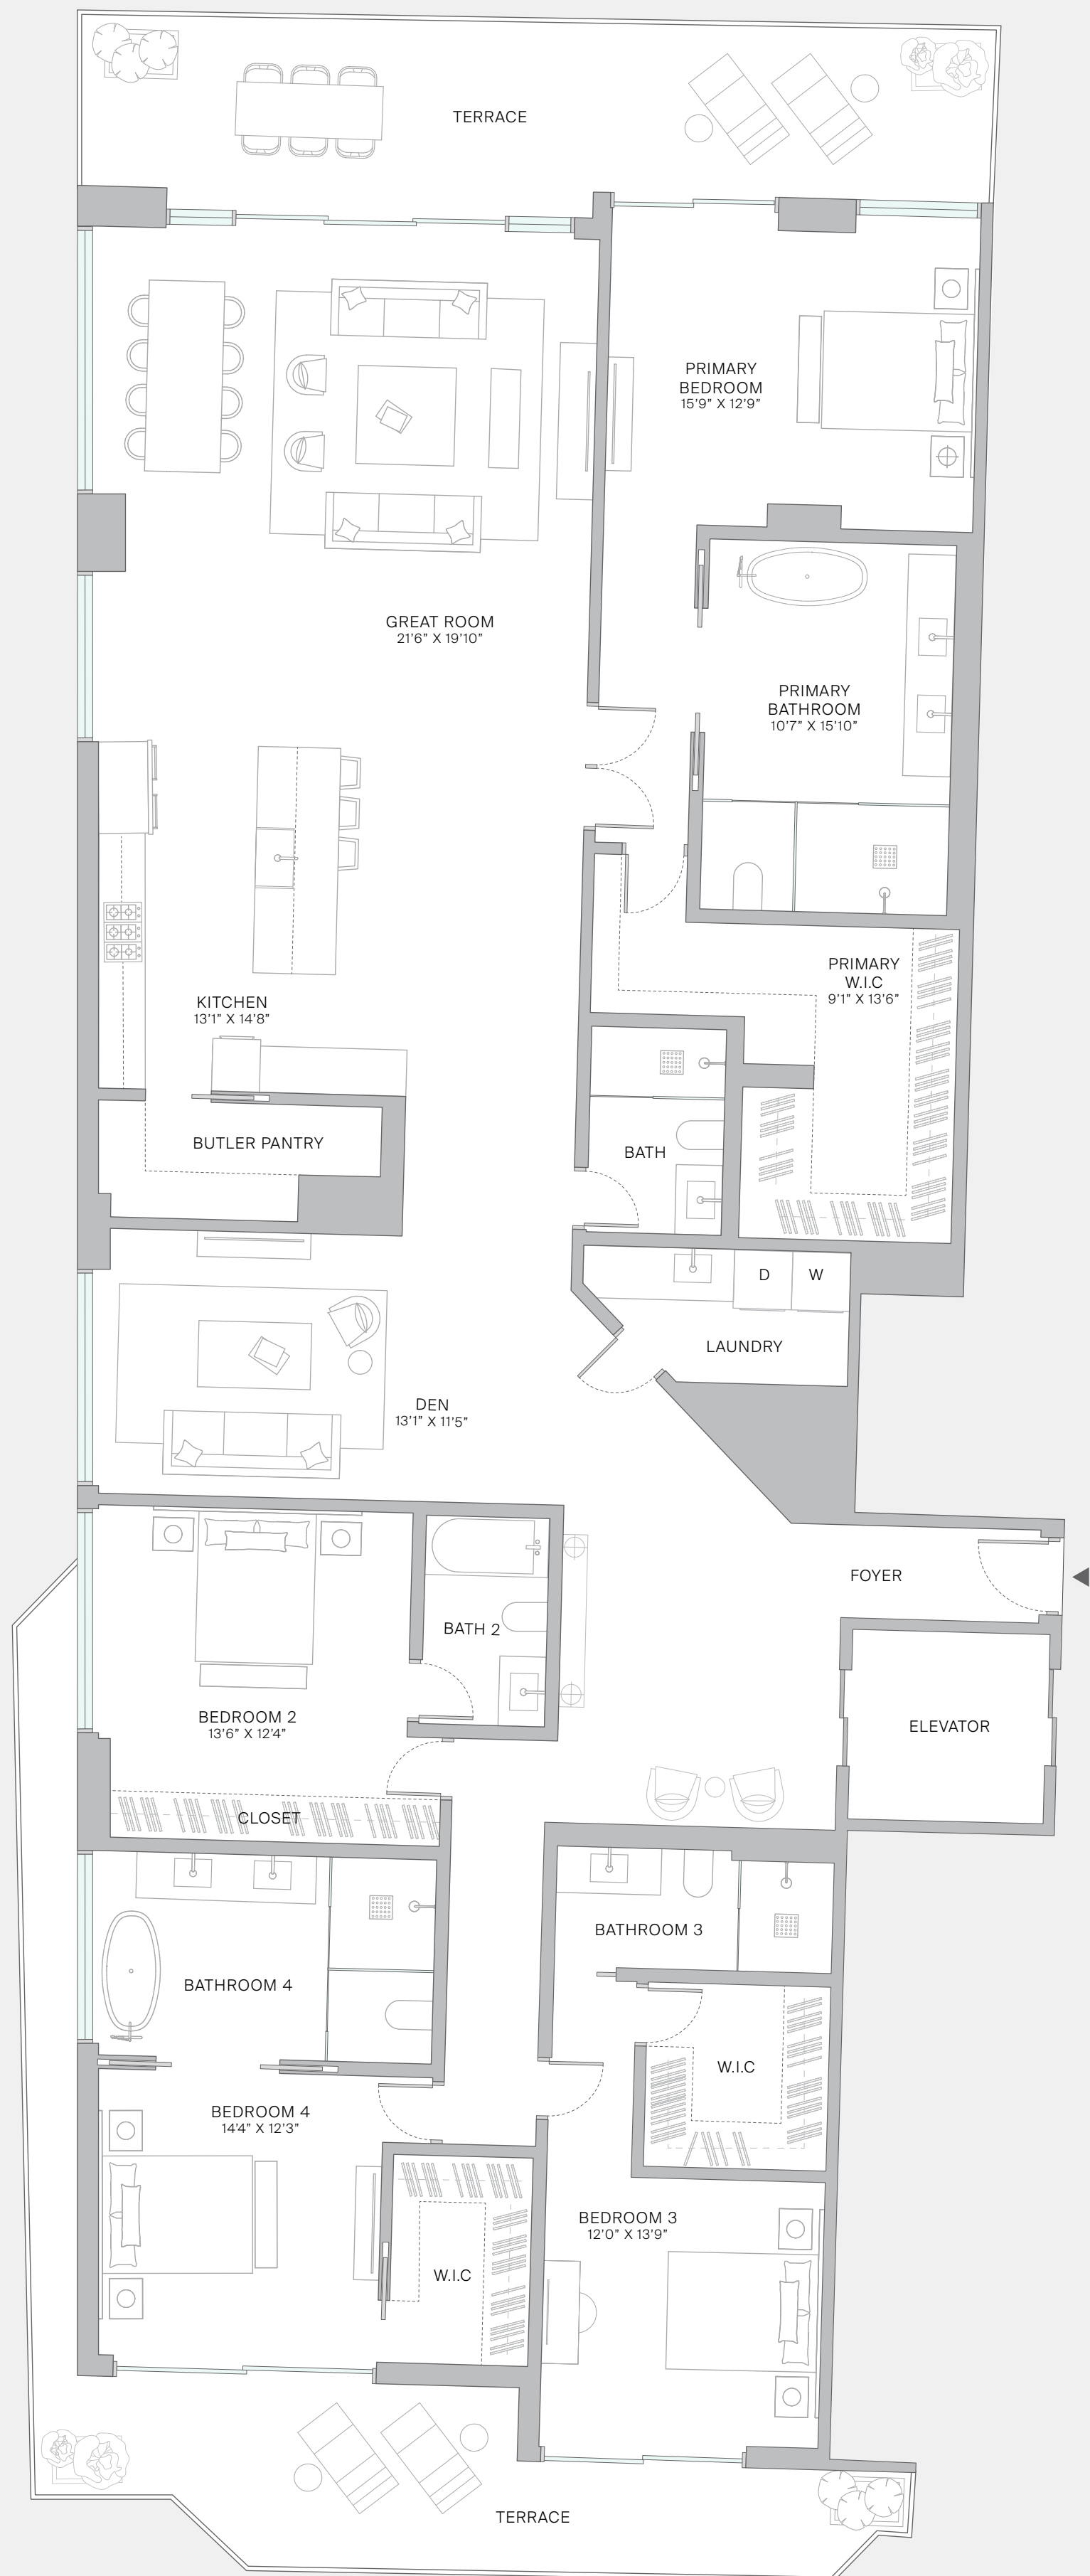 TERRACE
PRIMARY
BEDROOM
15'9" X 12'9"
GREAT ROOM
21'6" X 19'10"
PRIMARY
BATHROOM
10'7" X 15'10"
PRIMARY
W.I.C
9'1" X 13'6"
KITCHEN
13'1" X 14'8"
BUTLER PANTRY
BATH
D
W
LAUNDRY
DEN
13'1" X 11'5"
FOYER
BATH 2
BEDROOM 2
13'6" X 12'4"
ELEVATOR
CLOSET
BATHROOM 3
BATHROOM 4
W.I.C
BEDROOM 4
14'4" X 12'3"
BEDROOM 3
12'0" X 13'9"
W.I.C
TERRACE